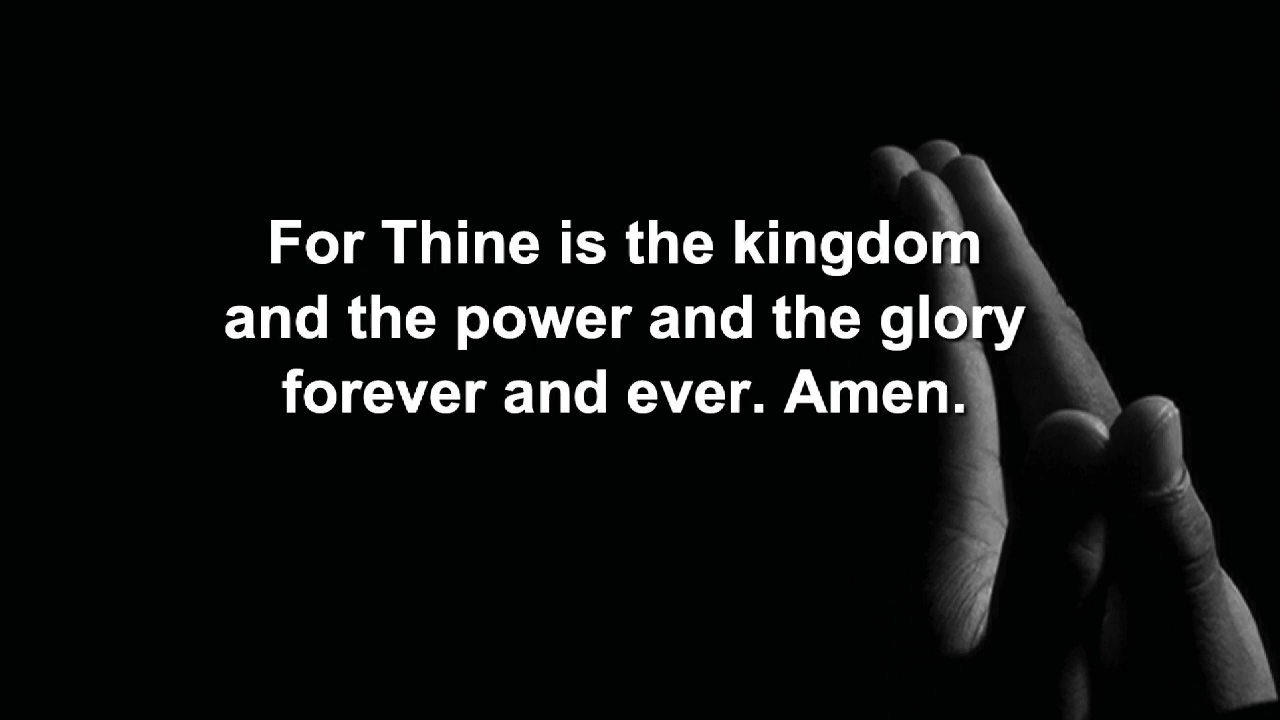 For Thine is the kingdom
and the power and the glory
forever and ever. Amen.